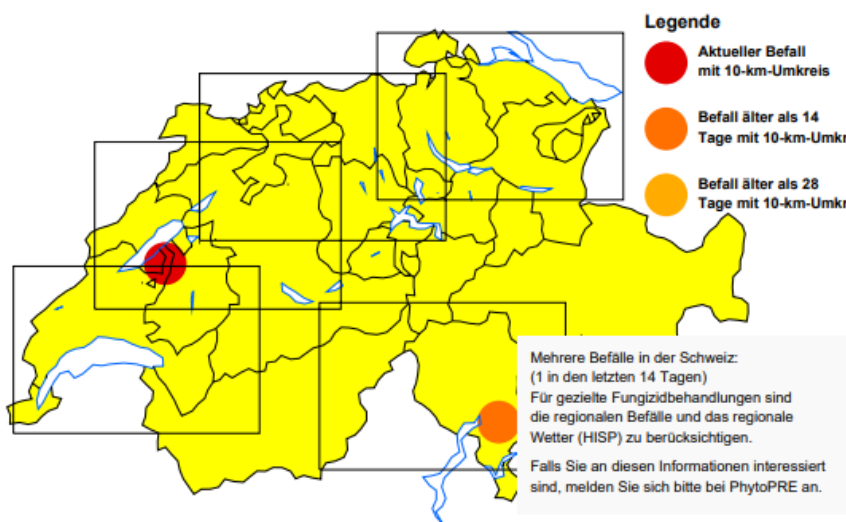 Legende
Aktueller Befall
mit 10-km-Umkreis
Befall älter als 14
Tage mit 10-km-Umkr
Befall älter als 28
Tage mit 10-km-Umkr
Mehrere Befälle in der Schweiz:
(1 in den letzten 14 Tagen)
Für gezielte Fungizidbehandlungen sind
die regionalen Befälle und das regionale
Wetter (HISP) zu berücksichtigen.
Falls Sie an diesen Informationen interessiert
sind, melden Sie sich bitte bei PhytoPRE an.